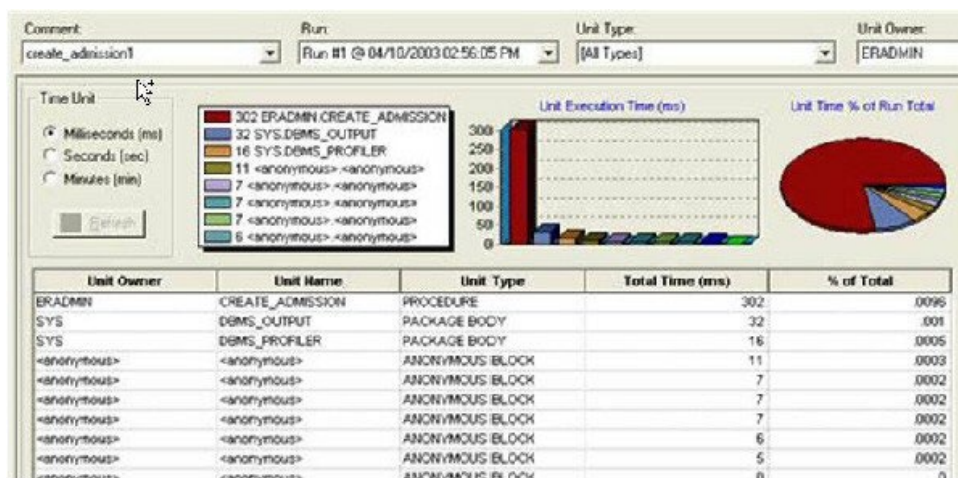 Comment: Run: Unit Type: Unit Owner:
create_admission1 Run #1 @ 04/10/2003 02:56:05 PM [All Types] ERADMIN
Time Unit
Milliseconds (ms)
Seconds (sec)
Minutes (min)
Refresh
302 ERADMIN.CREATE_ADMISSION
32 SYS.DBMS_OUTPUT
16 SYS.DBMS_PROFILER
11 <anonymous>.<anonymous>
7 <anonymous>.<anonymous>
7 <anonymous>.<anonymous>
7 <anonymous>.<anonymous>
6 <anonymous>.<anonymous>
Unit Execution Time (ms)
300
250
200
150
100
50
0
Unit Time % of Run Total
Unit Owner Unit Name Unit Type Total Time (ms) % of Total
ERADMIN CREATE_ADMISSION PROCEDURE 302 .0096
SYS DBMS_OUTPUT PACKAGE BODY 32 .001
SYS DBMS_PROFILER PACKAGE BODY 16 .0005
<anonymous> <anonymous> ANONYMOUS BLOCK 11 .0003
<anonymous> <anonymous> ANONYMOUS BLOCK 7 .0002
<anonymous> <anonymous> ANONYMOUS BLOCK 7 .0002
<anonymous> <anonymous> ANONYMOUS BLOCK 7 .0002
<anonymous> <anonymous> ANONYMOUS BLOCK 6 .0002
<anonymous> <anonymous> ANONYMOUS BLOCK 5 .0002
<anonymous> <anonymous> ANONYMOUS BLOCK 0 0